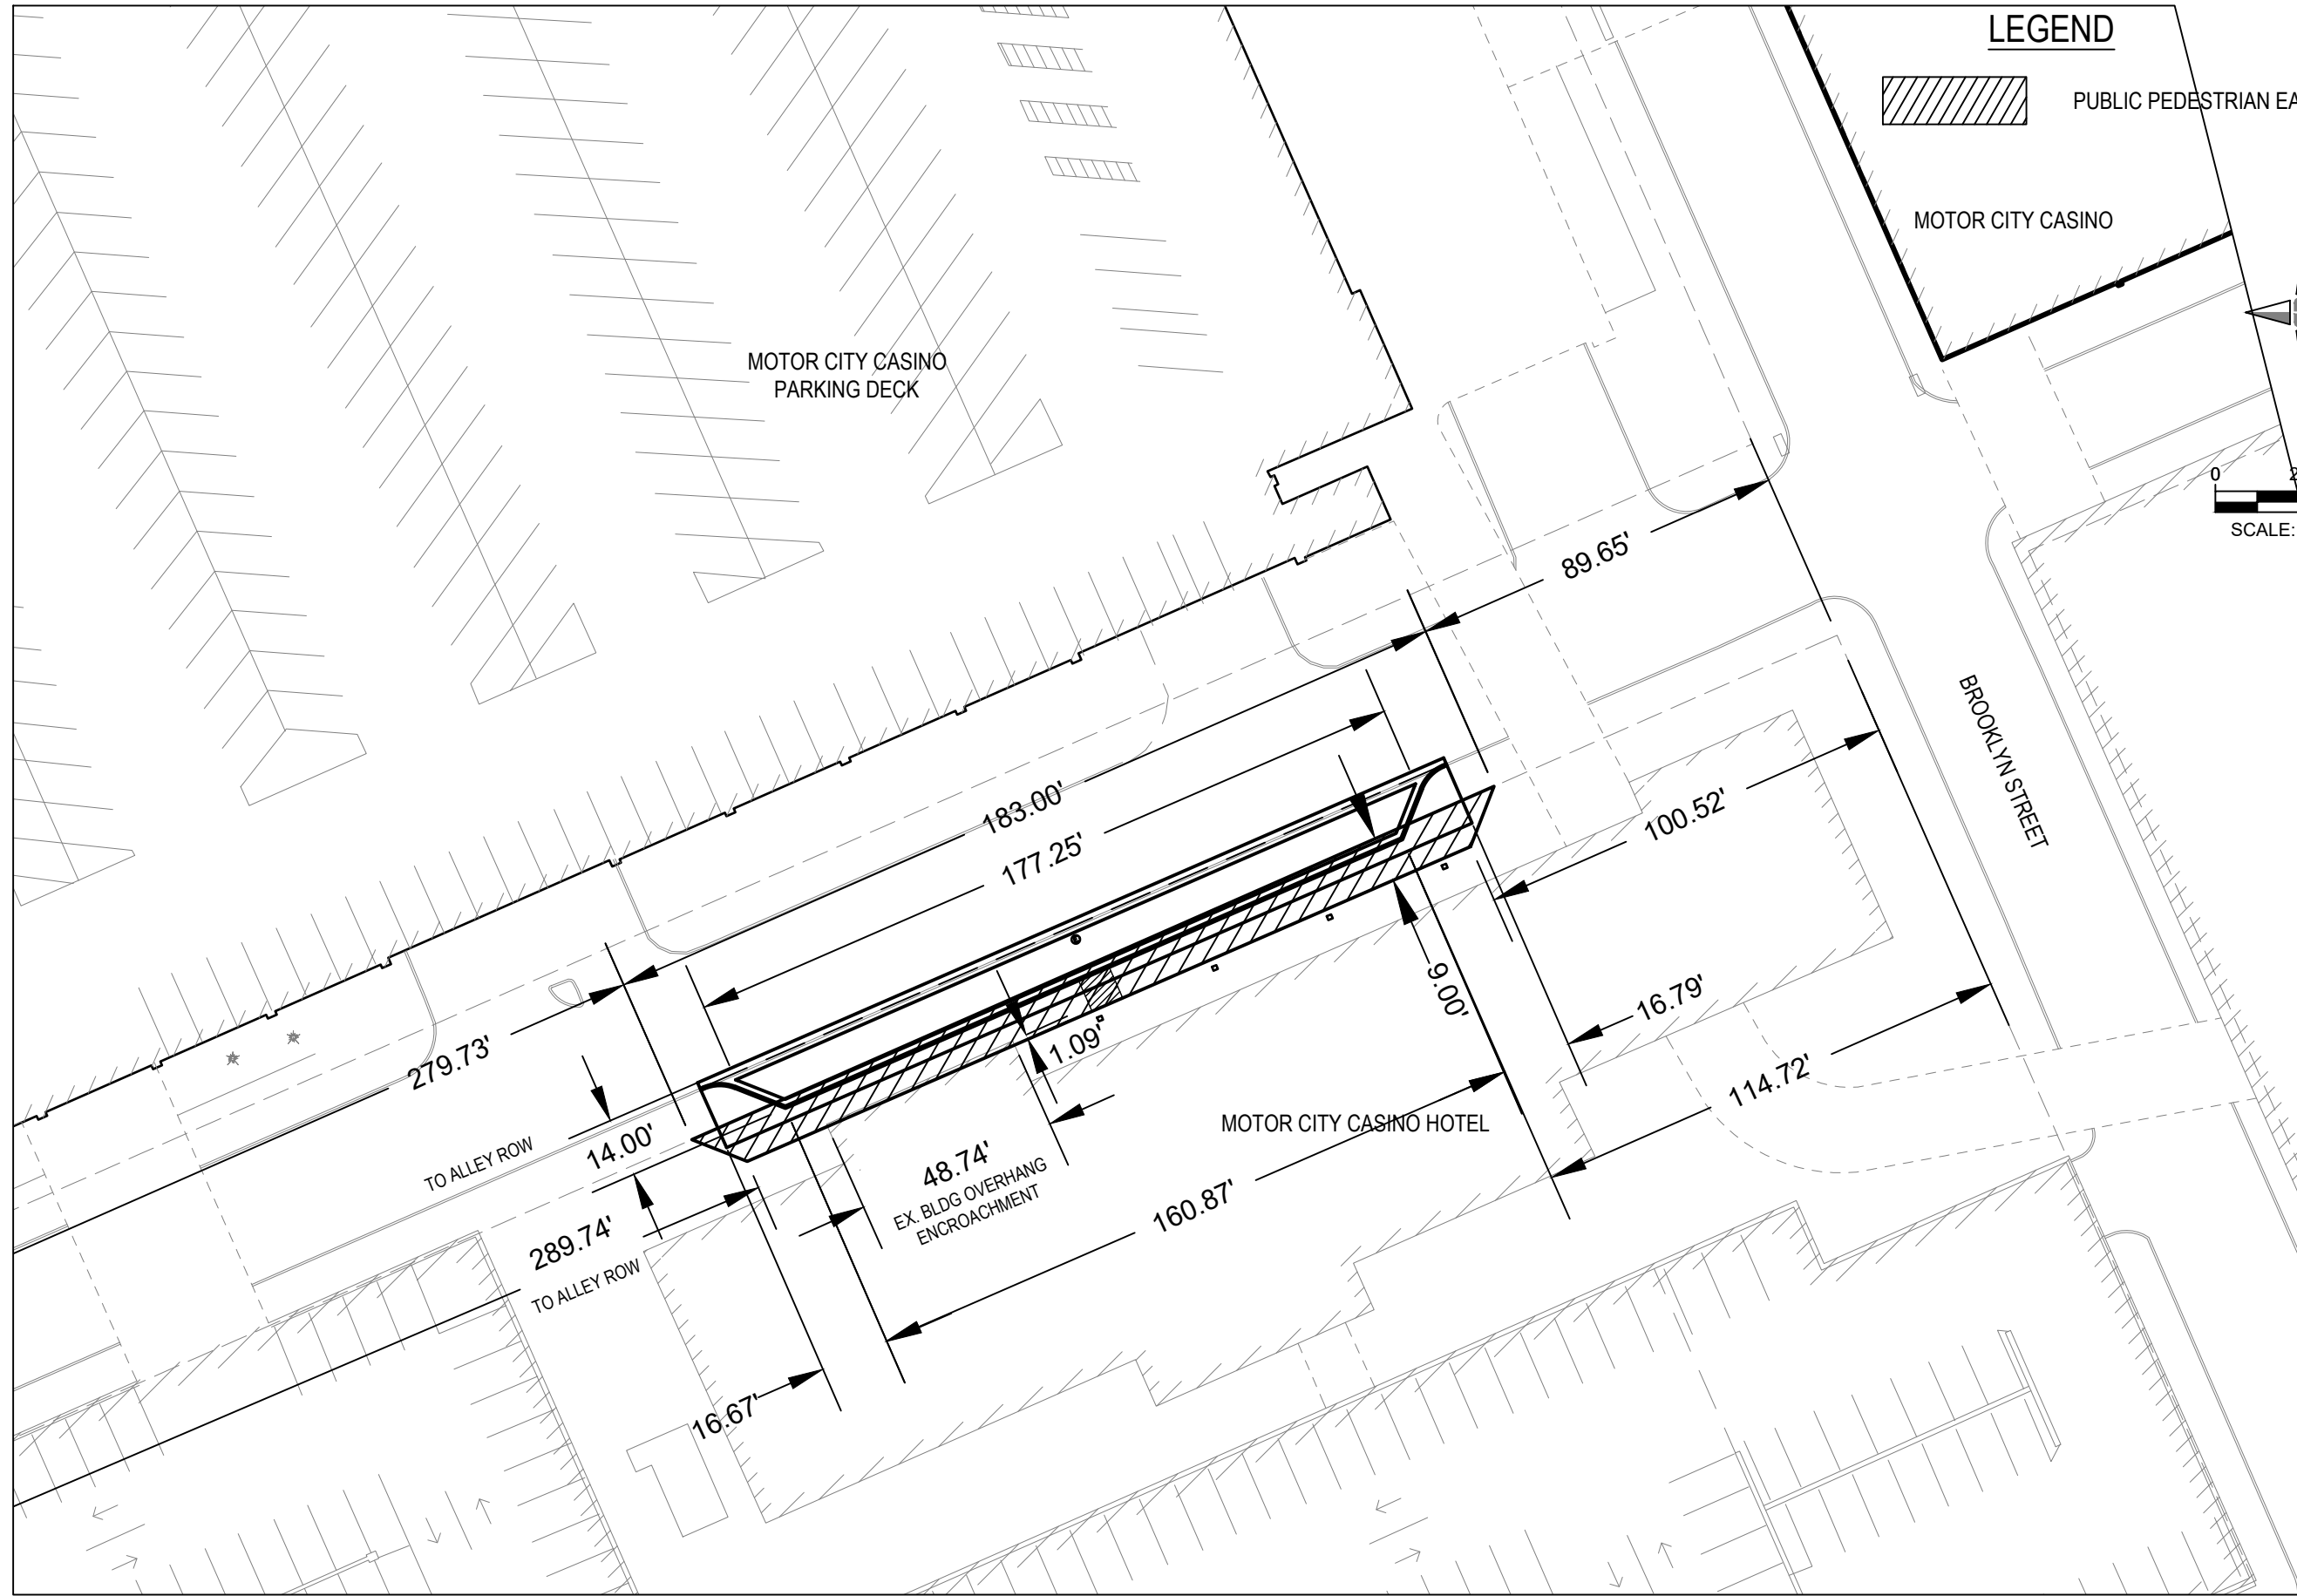 LEGEND
PUBLIC PEDESTRIAN
MOTOR CITY CASINO
MOTOR CITY CASINO
PARKING DECK
0
SCALE:
89.65'
BROOKLYN STREET
183.00'
177.25'
100.52'
9.00'
16.79'
279.73'
1.09'
114.72'
MOTOR CITY CASINO HOTEL
TO ALLEY ROW
14.00'
48.74'
EX. BLDG OVERHANG
ENCROACHMENT
160.87'
289.74'
TO ALLEY ROW
16.67'